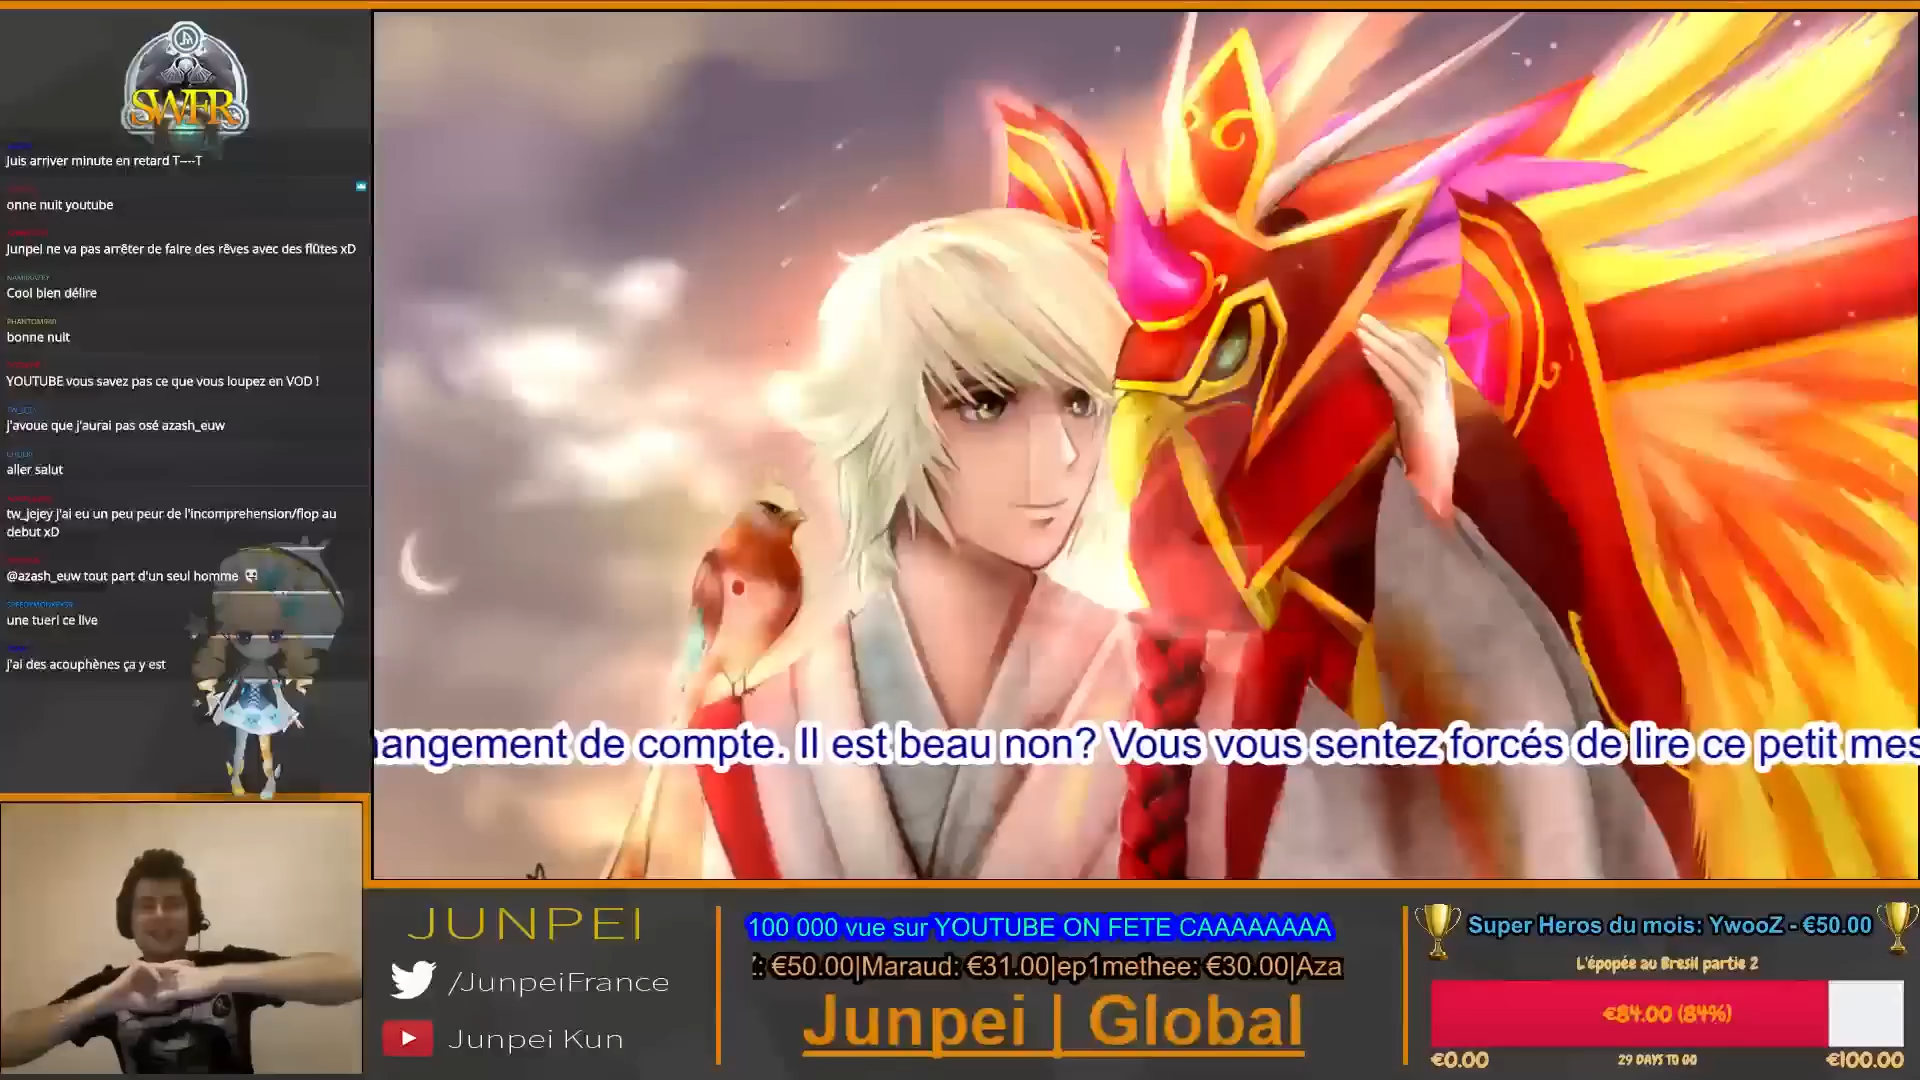 SWFR
Juis arriver minute en retard T----T
onne nuit youtube
Junpei ne va pas arrêter de faire des rêves avec des flûtes xD
Cool bien délire
PHANTOM940
bonne nuit
YOUTUBE vous savez pas ce que vous loupez en VOD !
j'avoue que j'aurai pas osé azash_euw
aller salut
tw_jejey j'ai eu un peu peur de l'incomprehension/flop au
debut xD
@azash_euw tout part d'un seul homme
une tueri ce live
j'ai des acouphènes ça y est
hangement de compte. Il est beau non? Vous vous sentez forcés de lire ce petit mes
JUNPEI
/JunpeiFrance
Junpei Kun
100 000 vue sur YOUTUBE ON FETE CAAAAAAAA
: €50.00|Maraud: €31.00|ep1methee: €30.00|Aza
Junpei | Global
Super Heros du mois: YwooZ - €50.00
L'épopée au Bresil partie 2
€84.00 (84%)
€0.00 29 DAYS TO GO €100.00